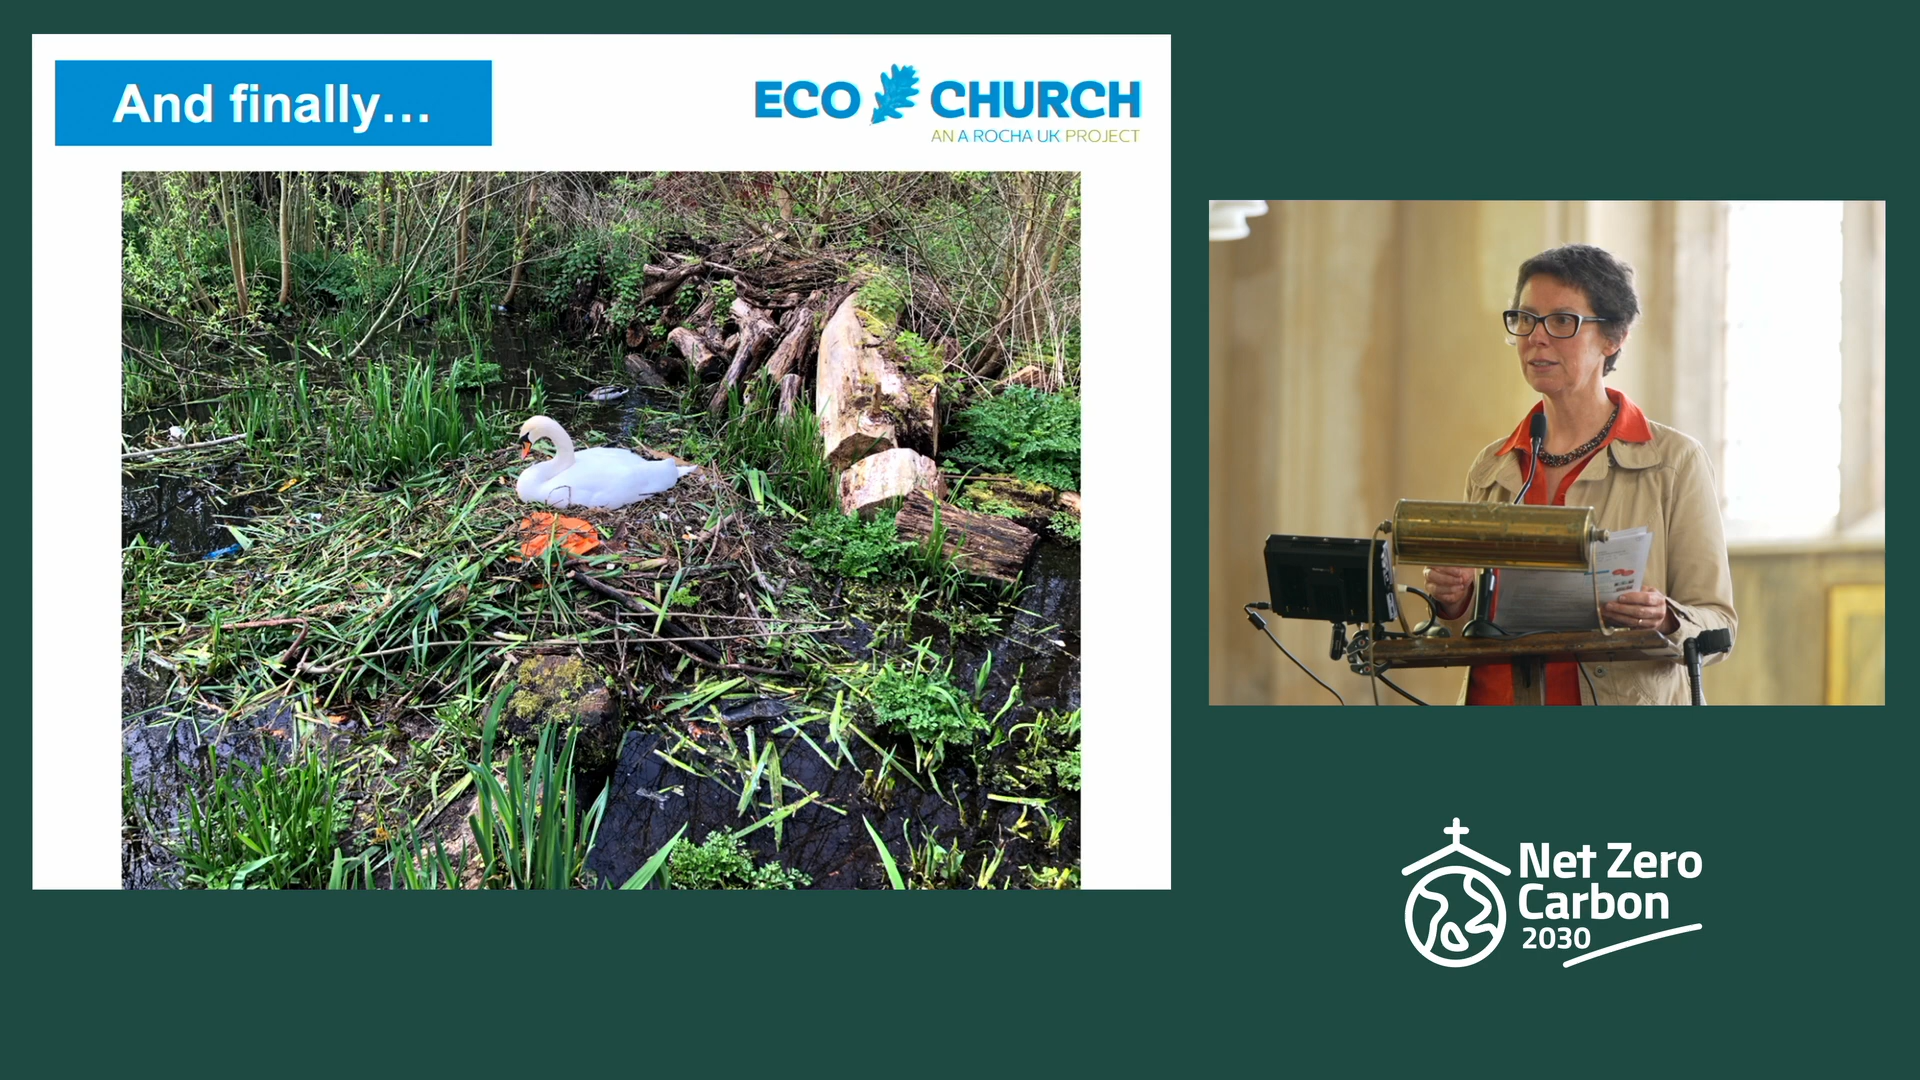 And finally...
ECO CHURCH
AN A ROCHA UK PROJECT
Net Zero
Carbon
2030